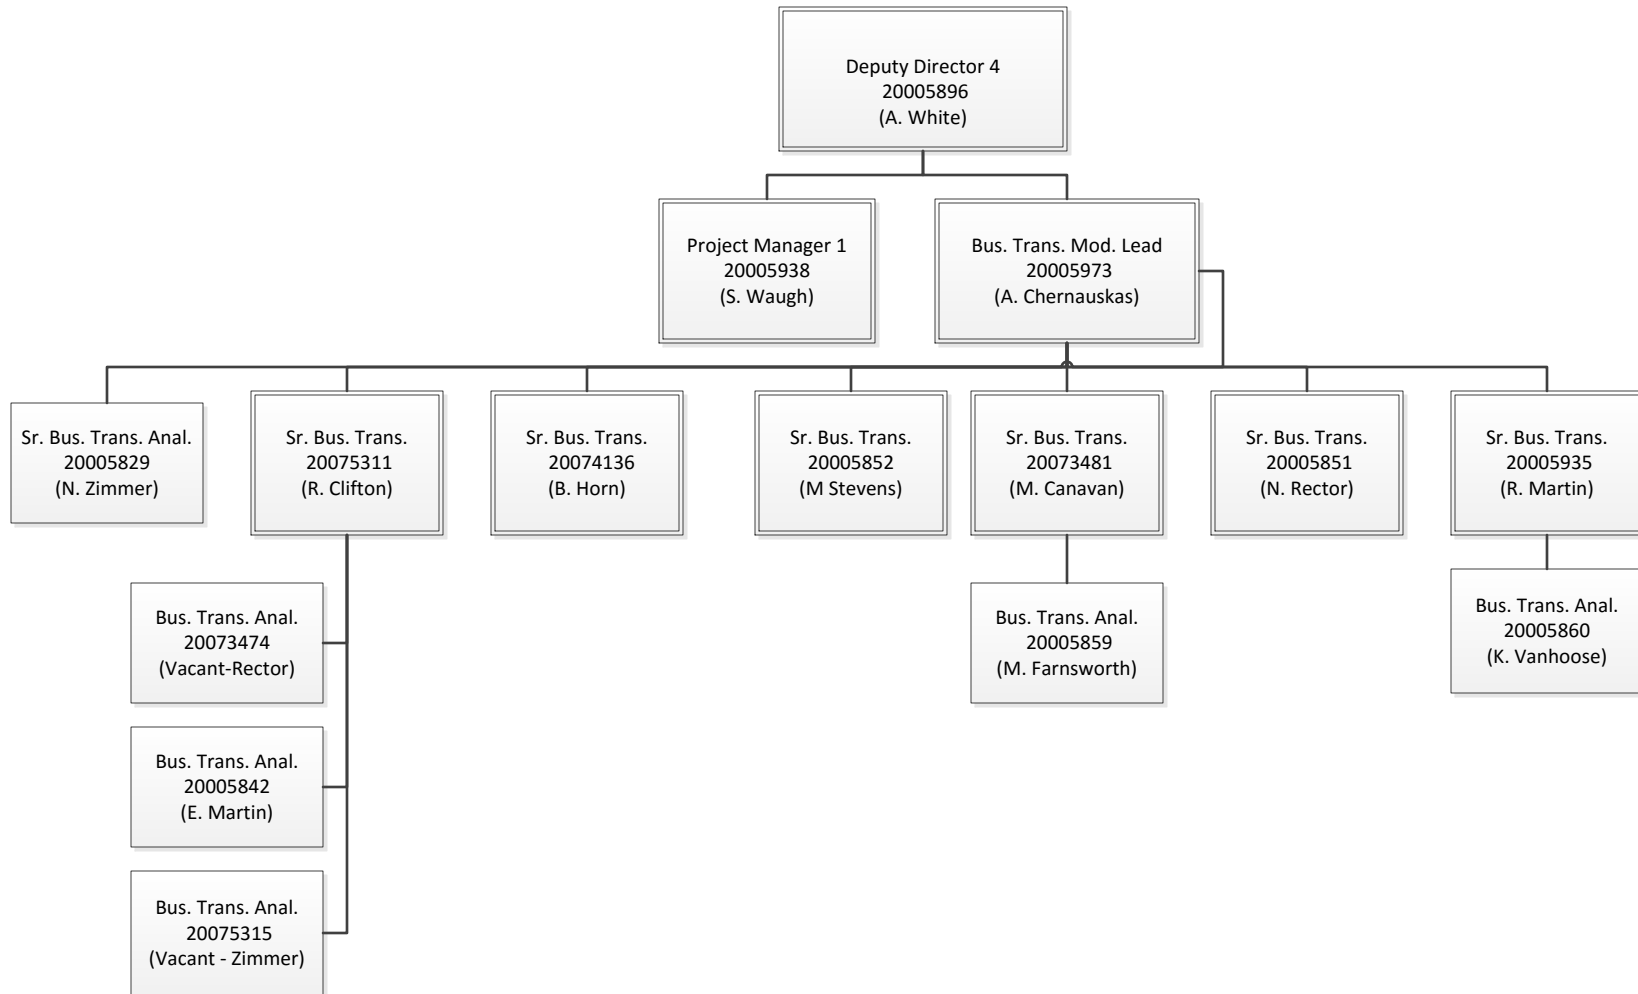 Deputy Director 4
20005896
(A. White)
Project Manager 1
20005938
(S. Waugh)
Bus. Trans. Mod. Lead
20005973
(A. Chernauskas)
Sr. Bus. Trans. Anal.
20005829
(N. Zimmer)
Sr. Bus. Trans.
20075311
(R. Clifton)
Sr. Bus. Trans.
20074136
(B. Horn)
Sr. Bus. Trans.
20005852
(M Stevens)
Sr. Bus. Trans.
20073481
(M. Canavan)
Sr. Bus. Trans.
20005851
(N. Rector)
Sr. Bus. Trans.
20005935
(R. Martin)
Bus. Trans. Anal.
20073474
(Vacant-Rector)
Bus. Trans. Anal.
20005859
(M. Farnsworth)
Bus. Trans. Anal.
20005860
(K. Vanhoose)
Bus. Trans. Anal.
20005842
(E. Martin)
Bus. Trans. Anal.
20075315
(Vacant - Zimmer)